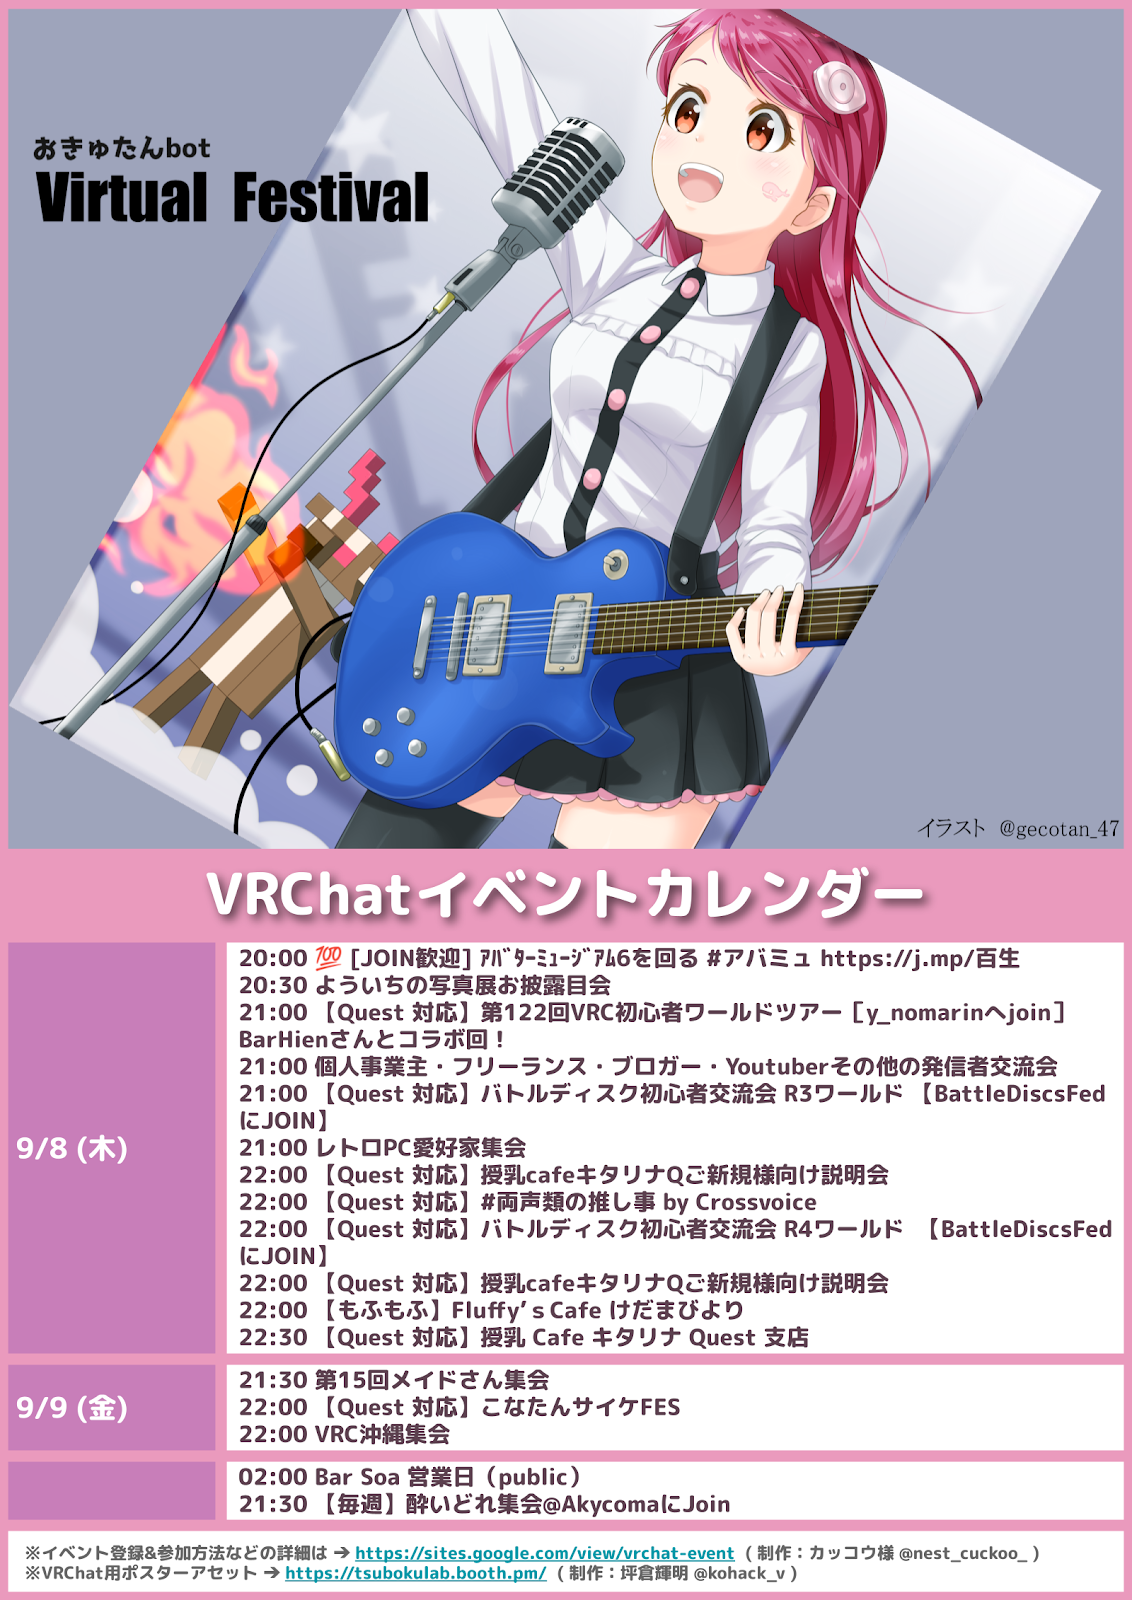 おきゅたんbot
Virtual Festival
イラスト @gecotan_47
VRChatイベントカレンダー
9/8 (木)
20:00 💯 [JOIN歓迎] ｱﾊﾞﾀｰﾐｭｰｼﾞｱﾑ6を回る #アバミュ https://j.mp/百生
20:30 よういちの写真展お披露目会
21:00 【Quest 対応】第122回VRC初心者ワールドツアー［y_nomarinへjoin］
BarHienさんとコラボ回！
21:00 個人事業主・フリーランス・ブロガー・Youtuberその他の発信者交流会
21:00 【Quest 対応】バトルディスク初心者交流会 R3ワールド 【BattleDiscsFed
にJOIN】
21:00 レトロPC愛好家集会
22:00 【Quest 対応】授乳cafeキタリナQご新規様向け説明会
22:00 【Quest 対応】#両声類の推し事 by Crossvoice
22:00 【Quest 対応】バトルディスク初心者交流会 R4ワールド 【BattleDiscsFed
にJOIN】
22:00 【Quest 対応】授乳cafeキタリナQご新規様向け説明会
22:00 【もふもふ】Fluffy’s Cafe けだまびより
22:30 【Quest 対応】授乳 Cafe キタリナ Quest 支店
9/9 (金)
21:30 第15回メイドさん集会
22:00 【Quest 対応】こなたんサイケFES
22:00 VRC沖縄集会
02:00 Bar Soa 営業日（public）
21:30 【毎週】酔いどれ集会@AkycomaにJoin
※イベント登録&参加方法などの詳細は ➔ https://sites.google.com/view/vrchat-event （ 制作：カッコウ様 @nest_cuckoo_ ）
※VRChat用ポスターアセット ➔ https://tsubokulab.booth.pm/ （ 制作：坪倉輝明 @kohack_v ）